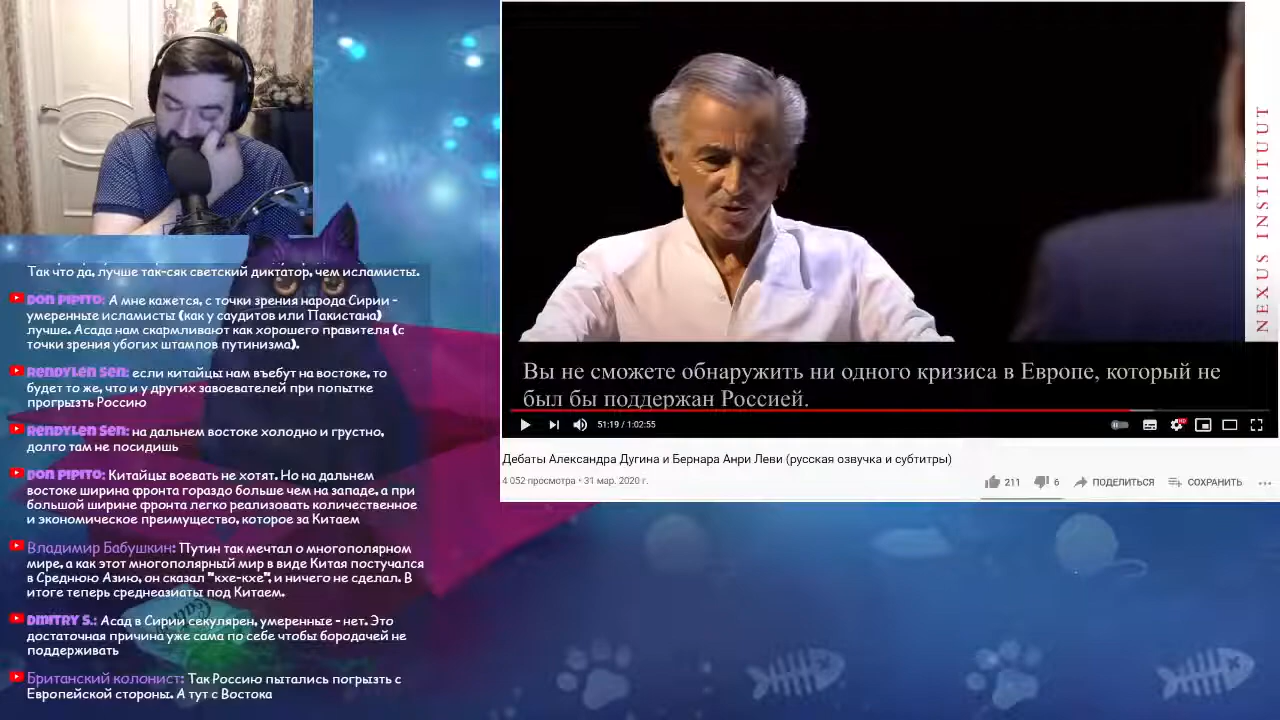 Так что да, лучше так-сяк светский диктатор, чем исламисты.
DON PIPITO: А мне кажется, с точки зрения народа Сирии -
умеренные исламисты (как у саудитов или Пакистана)
лучше. Асада нам скармливают как хорошего правителя (с
точки зрения убогих штампов путинизма).
RENDYLEN SEN: если китайцы нам въебут на востоке, то
будет то же, что и у других завоевателей при попытке
прогрызть Россию
RENDYLEN SEN: на дальнем востоке холодно и грустно,
долго там не посидишь
DON PIPITO: Китайцы воевать не хотят. Но на дальнем
востоке ширина фронта гораздо больше чем на западе, а при
большой ширине фронта легко реализовать количественное
и экономическое преимущество, которое за Китаем
Владимир Бабушкин: Путин так мечтал о многополярном
мире, а как этот многополярный мир в виде Китая постучался
в Среднюю Азию, он сказал "кхе-кхе", и ничего не сделал. В
итоге теперь среднеазиаты под Китаем.
DMITRY S.: Асад в Сирии секулярен, умеренные - нет. Это
достаточная причина уже сама по себе чтобы бородачей не
поддерживать
Британский колонист: Так Россию пытались погрызть с
Европейской стороны. А тут с Востока
NEXUS INSTITUUT
Вы не сможете обнаружить ни одного кризиса в Европе, который не
был бы поддержан Россией.
51:19 / 1:02:55
HD
Дебаты Александра Дугина и Бернара Анри Леви (русская озвучка и субтитры)
4 052 просмотра • 31 мар. 2020 г.
211
6
ПОДЕЛИТЬСЯ
СОХРАНИТЬ